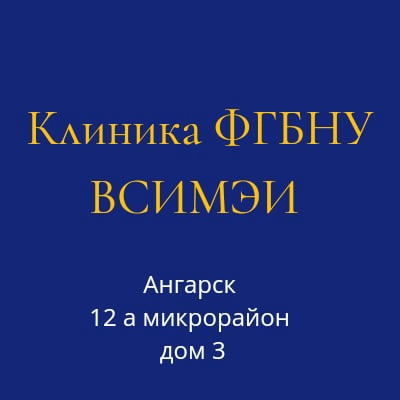 Клиника ФГБНУ
ВСИМЭИ
Ангарск
12 а микрорайон
дом 3